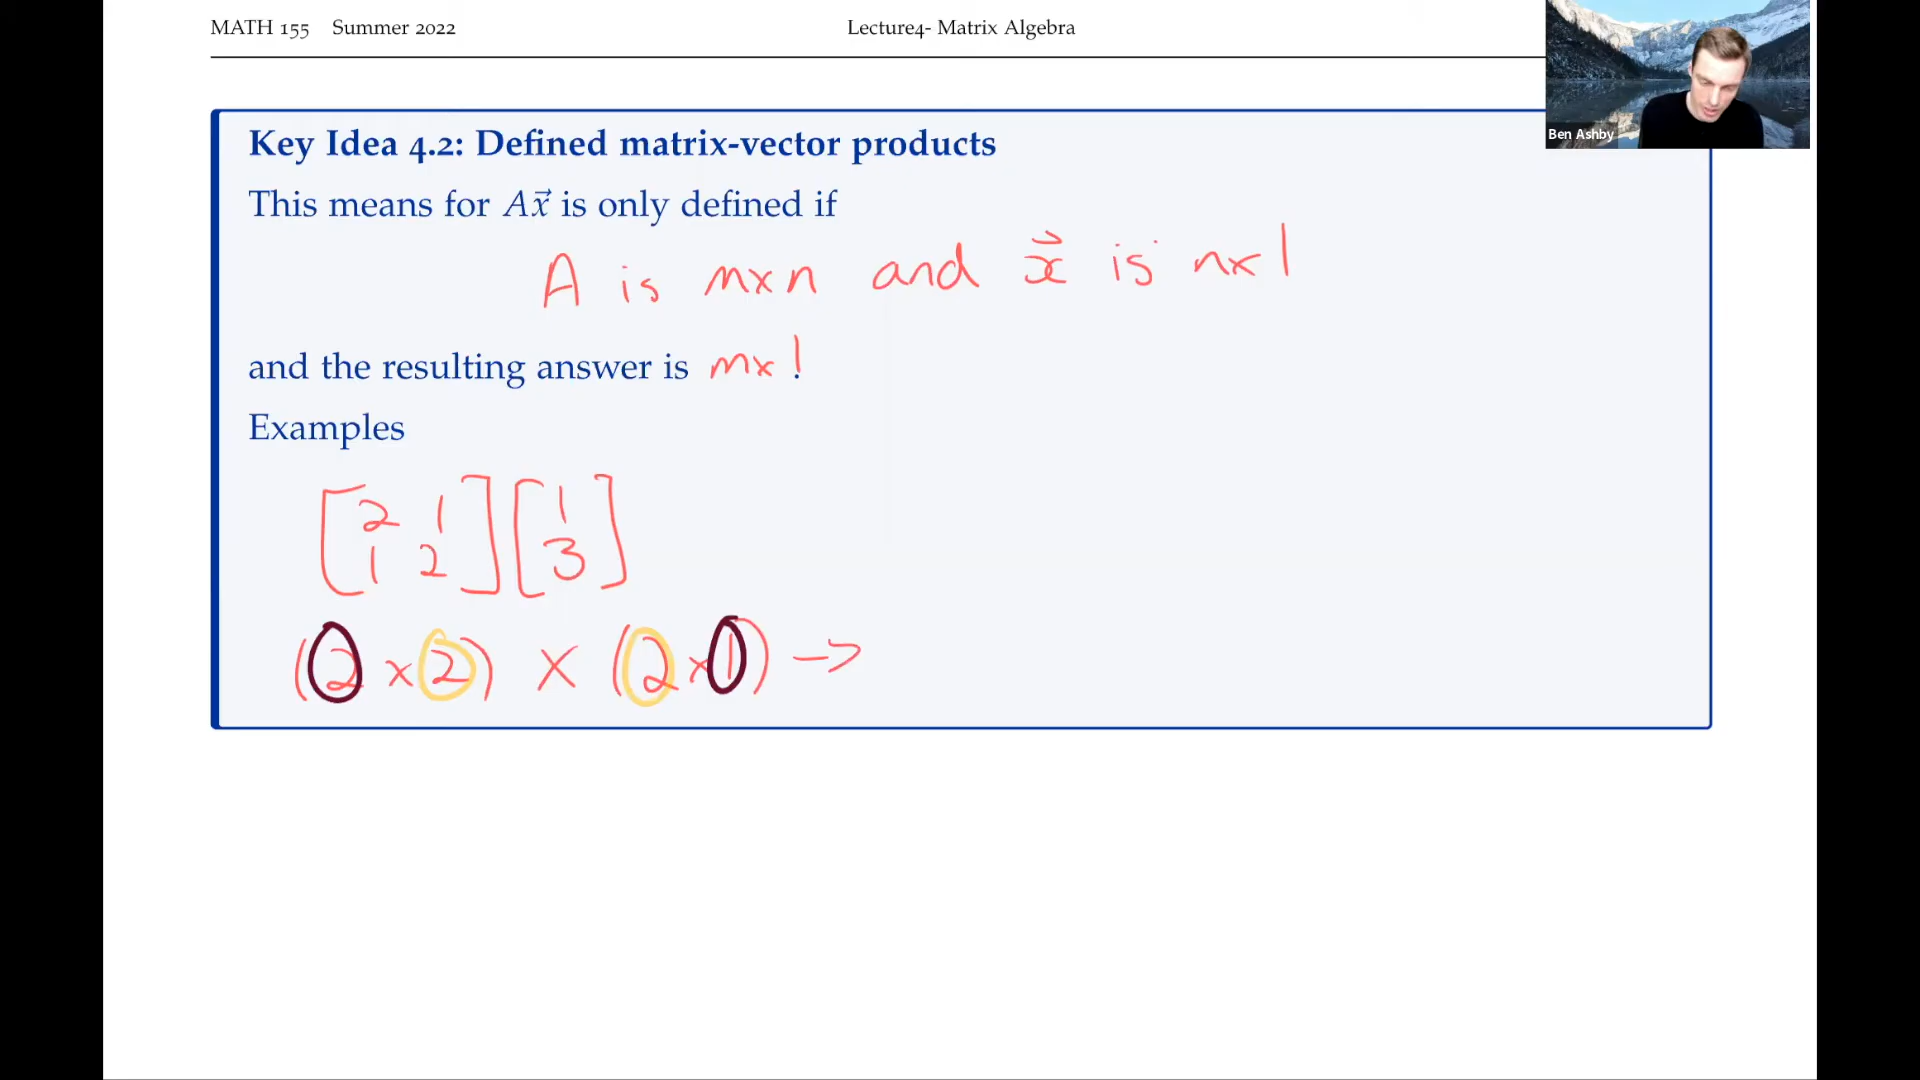 MATH 155 Summer 2022 Lecture4- Matrix Algebra
Ben Ashby
Key Idea 4.2: Defined matrix-vector products
This means for A\vec{x} is only defined if
A is m×n and \vec{x} is n×1
and the resulting answer is m×1.
Examples
[2 1] [1]
[1 2] [3]
(2×2) × (2×1) →